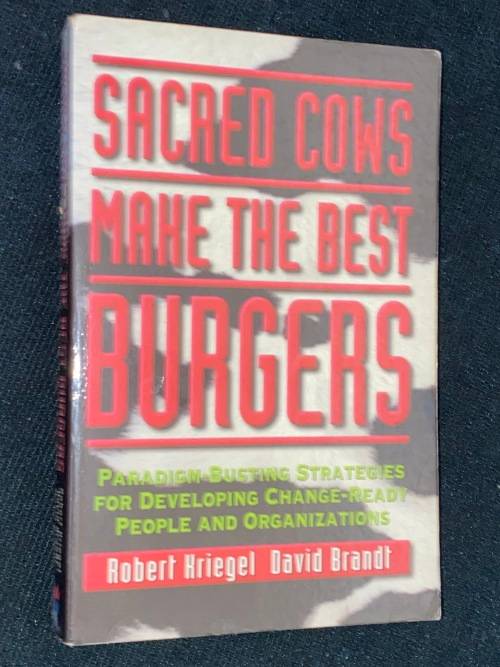 SACRED COWS
MAKE THE BEST
BURGERS
PARADIGM-BUSTING STRATEGIES
FOR DEVELOPING CHANGE-READY
PEOPLE AND ORGANIZATIONS
Robert Kriegel David Brandt